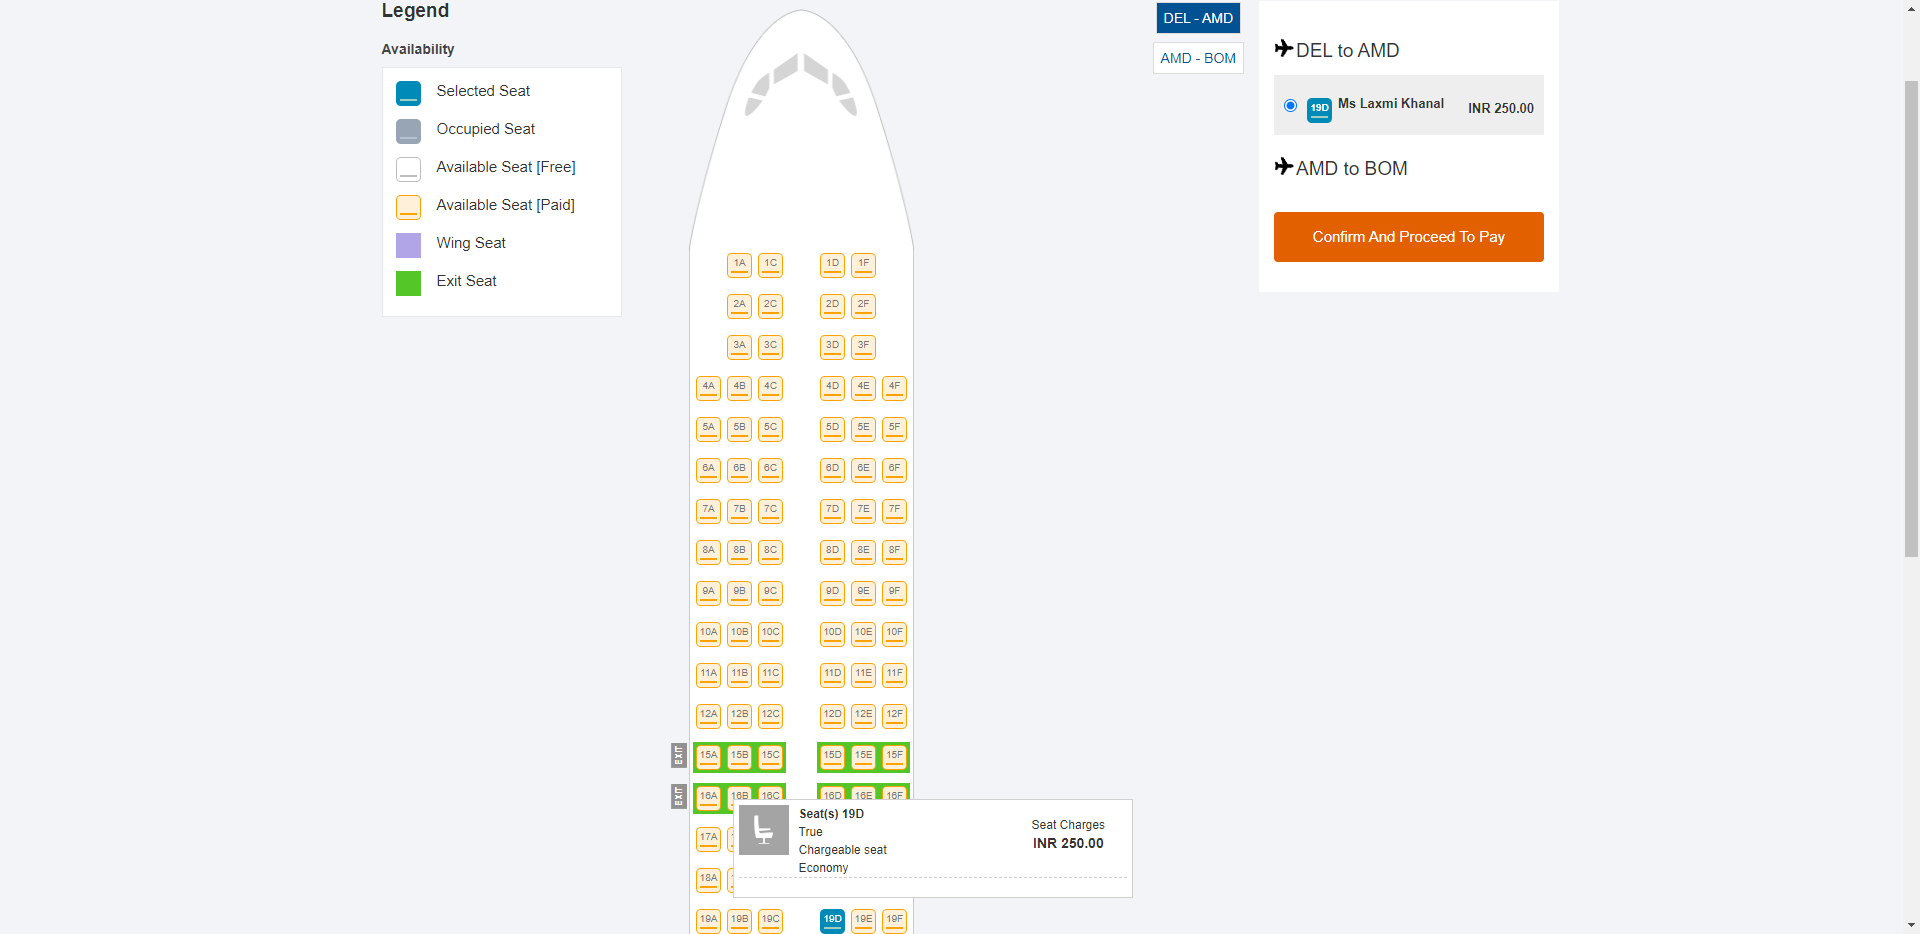 Legend
Availability
Selected Seat
Occupied Seat
Available Seat [Free]
Available Seat [Paid]
Wing Seat
Exit Seat
1A 1C 1D 1F
2A 2C 2D 2F
3A 3C 3D 3F
4A 4B 4C 4D 4E 4F
5A 5B 5C 5D 5E 5F
6A 6B 6C 6D 6E 6F
7A 7B 7C 7D 7E 7F
8A 8B 8C 8D 8E 8F
9A 9B 9C 9D 9E 9F
10A 10B 10C 10D 10E 10F
11A 11B 11C 11D 11E 11F
12A 12B 12C 12D 12E 12F
EXIT 15A 15B 15C 15D 15E 15F
EXIT 16A 16B 16C 16D 16E 16F
17A
18A
19A 19B 19C 19D 19E 19F
Seat(s) 19D
True
Chargeable seat
Economy
Seat Charges
INR 250.00
DEL - AMD
AMD - BOM
DEL to AMD
19D Ms Laxmi Khanal INR 250.00
AMD to BOM
Confirm And Proceed To Pay